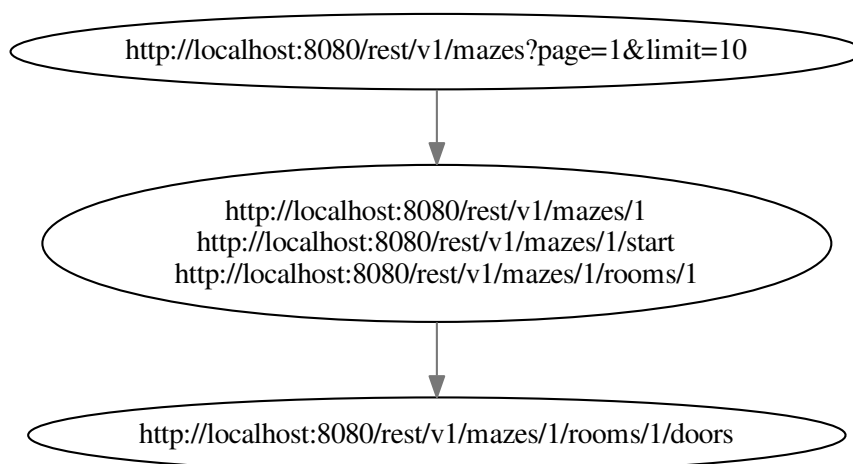 http://localhost:8080/rest/v1/mazes?page=1&limit=10
http://localhost:8080/rest/v1/mazes/1
http://localhost:8080/rest/v1/mazes/1/start
http://localhost:8080/rest/v1/mazes/1/rooms/1
http://localhost:8080/rest/v1/mazes/1/rooms/1/doors